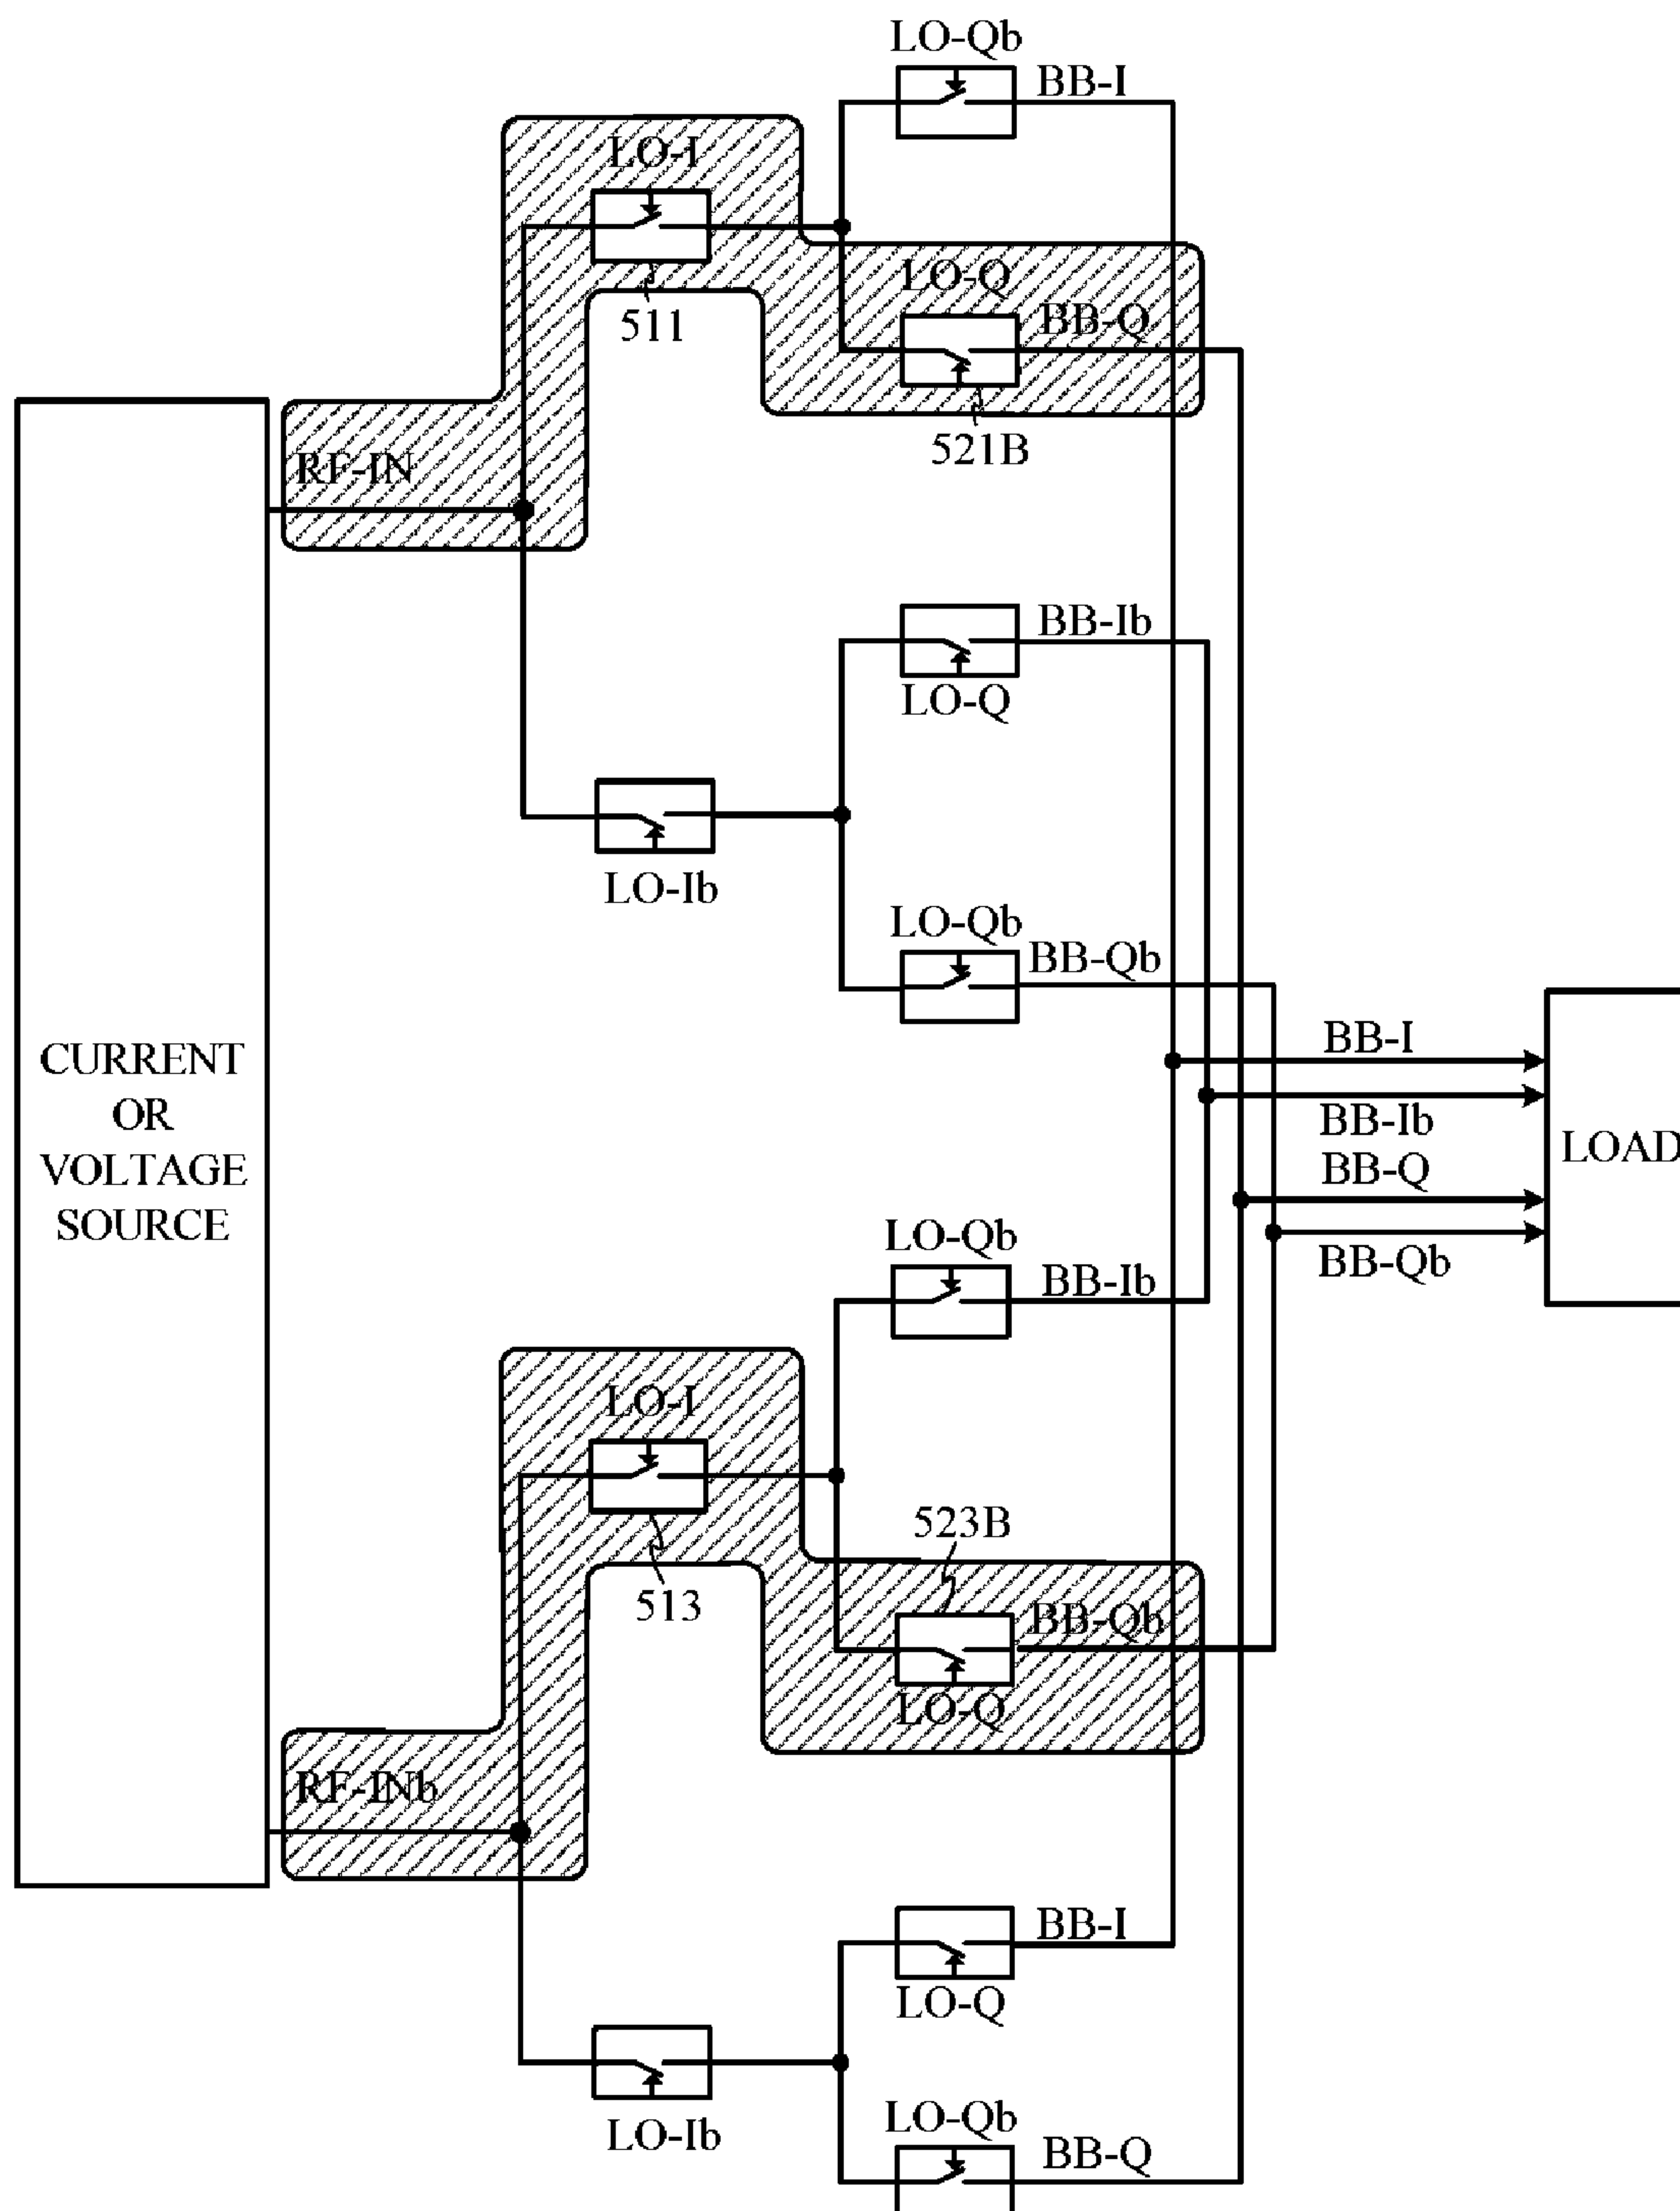 LO-Qb
BB-I
LO-I
511
LO-Q
BB-Q
521B
RF-IN
BB-Ib
LO-Q
LO-Ib
LO-Qb
BB-Qb
CURRENT
OR
VOLTAGE
SOURCE
BB-I
BB-Ib
BB-Q
BB-Qb
LOAD
LO-Qb
BB-Ib
LO-I
513
523B
BB-Qb
LO-Q
RF-INb
BB-I
LO-Q
LO-Ib
LO-Qb
BB-Q